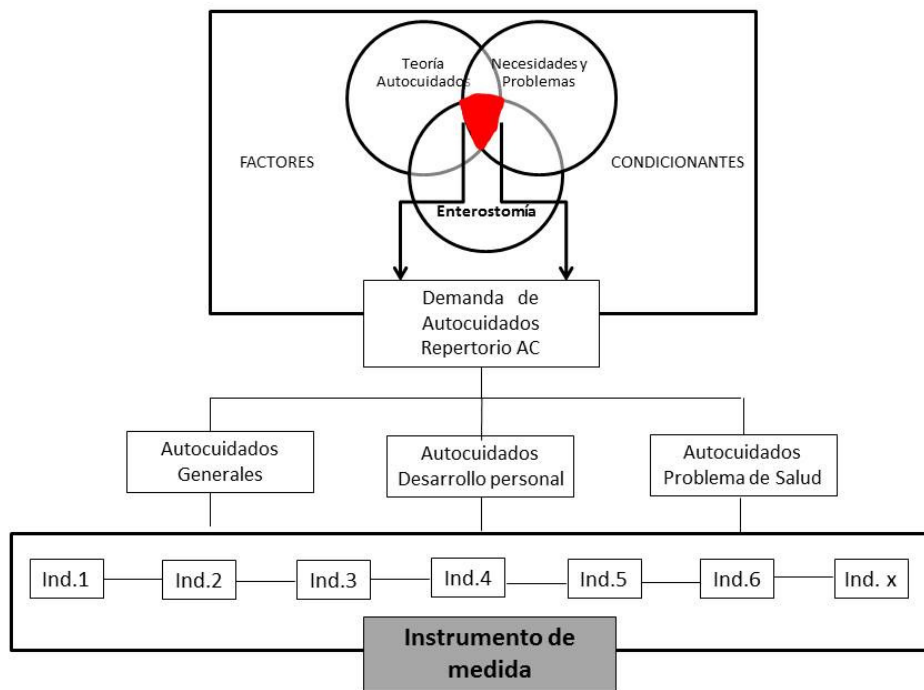 Teoría
Autocuidados
Necesidades y
Problemas
FACTORES
CONDICIONANTES
Enterostomía
Demanda de
Autocuidados
Repertorio AC
Autocuidados
Generales
Autocuidados
Desarrollo personal
Autocuidados
Problema de Salud
Ind.1
Ind.2
Ind.3
Ind.4
Ind.5
Ind.6
Ind. x
Instrumento de
medida